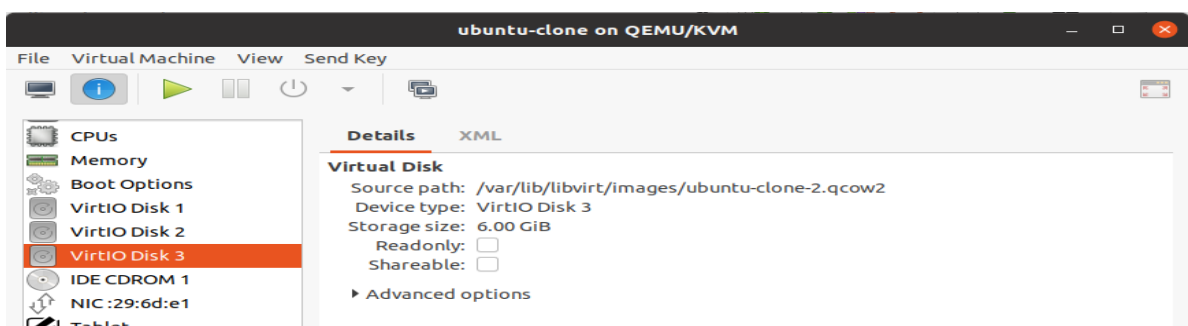 ubuntu-clone on QEMU/KVM
File Virtual Machine View Send Key
CPUs
Memory
Boot Options
VirtIO Disk 1
VirtIO Disk 2
VirtIO Disk 3
IDE CDROM 1
NIC :29:6d:e1
Tablet
Details XML
Virtual Disk
Source path: /var/lib/libvirt/images/ubuntu-clone-2.qcow2
Device type: VirtIO Disk 3
Storage size: 6.00 GiB
Readonly:
Shareable:
Advanced options